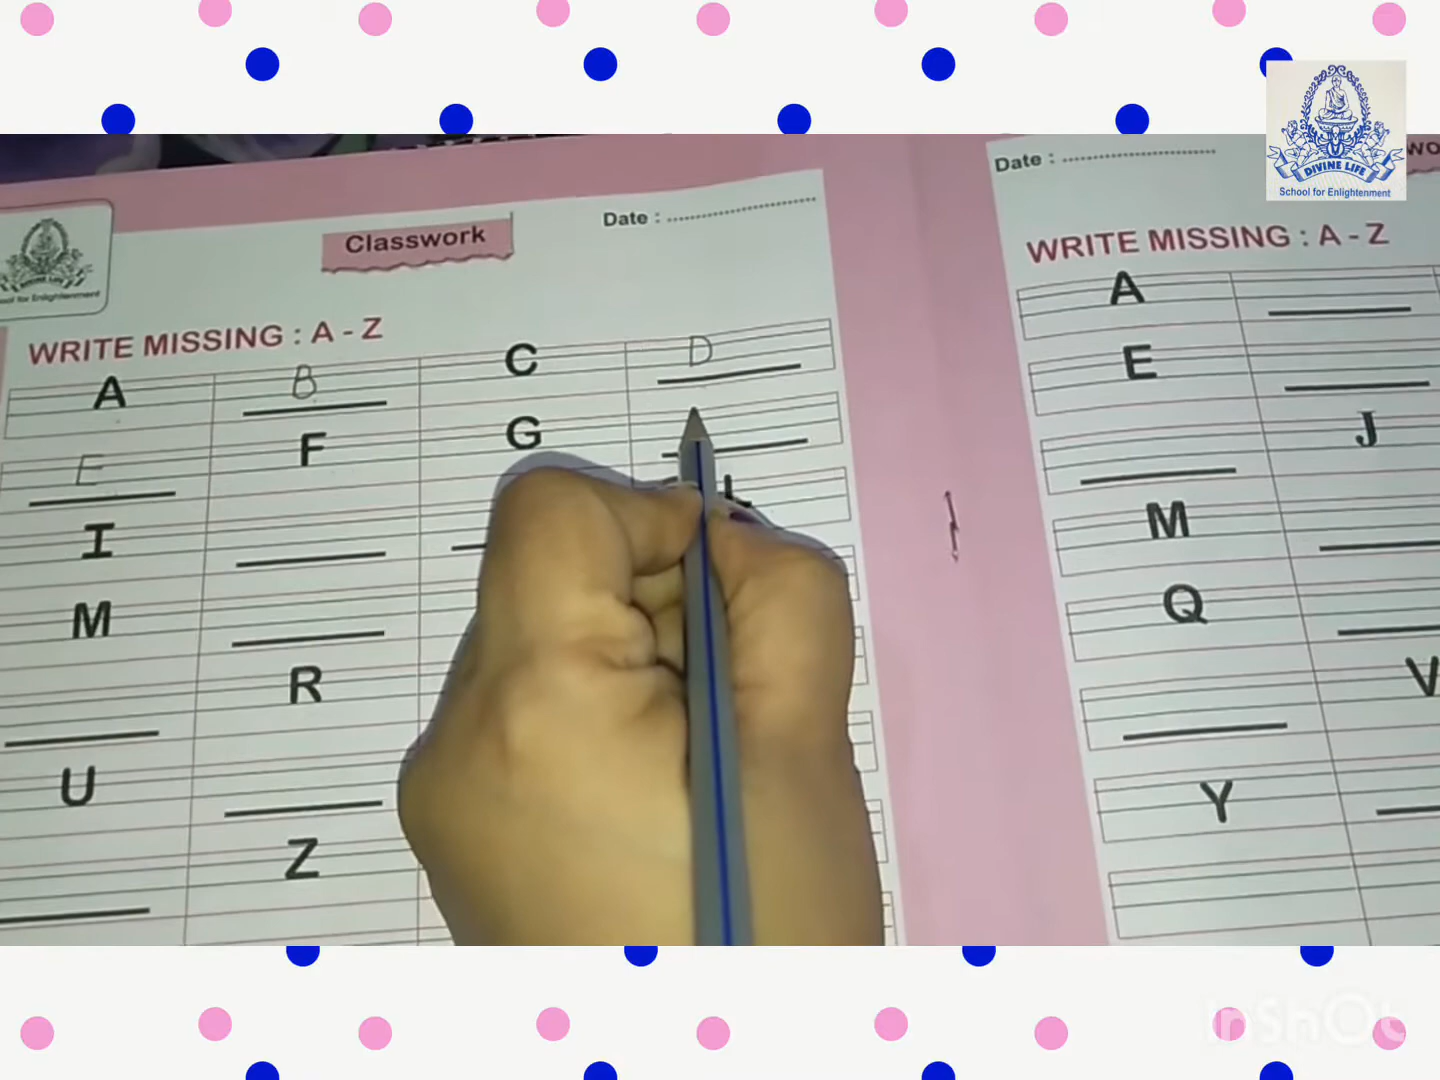 DIVINE LIFE
School for Enlightenment
Date :
Classwork
WRITE MISSING : A - Z
A B C D
E F G
I L
M
R
U
Z
Date :
WRITE MISSING : A - Z
A
E
J
M
Q
V
Y
InShOt